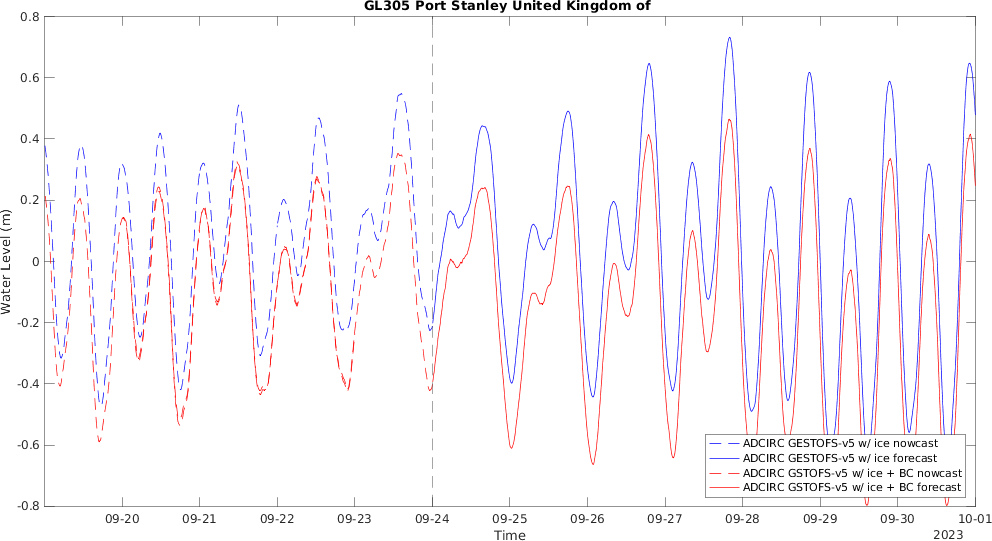 GL305 Port Stanley United Kingdom of
0.8
0.6
0.4
0.2
0
-0.2
-0.4
-0.6
-0.8
Water Level (m)
ADCIRC GESTOFS-v5 w/ ice nowcast
ADCIRC GESTOFS-v5 w/ ice forecast
ADCIRC GSTOFS-v5 w/ ice + BC nowcast
ADCIRC GSTOFS-v5 w/ ice + BC forecast
09-20 09-21 09-22 09-23 09-24 09-25 09-26 09-27 09-28 09-29 09-30 10-01
Time
2023